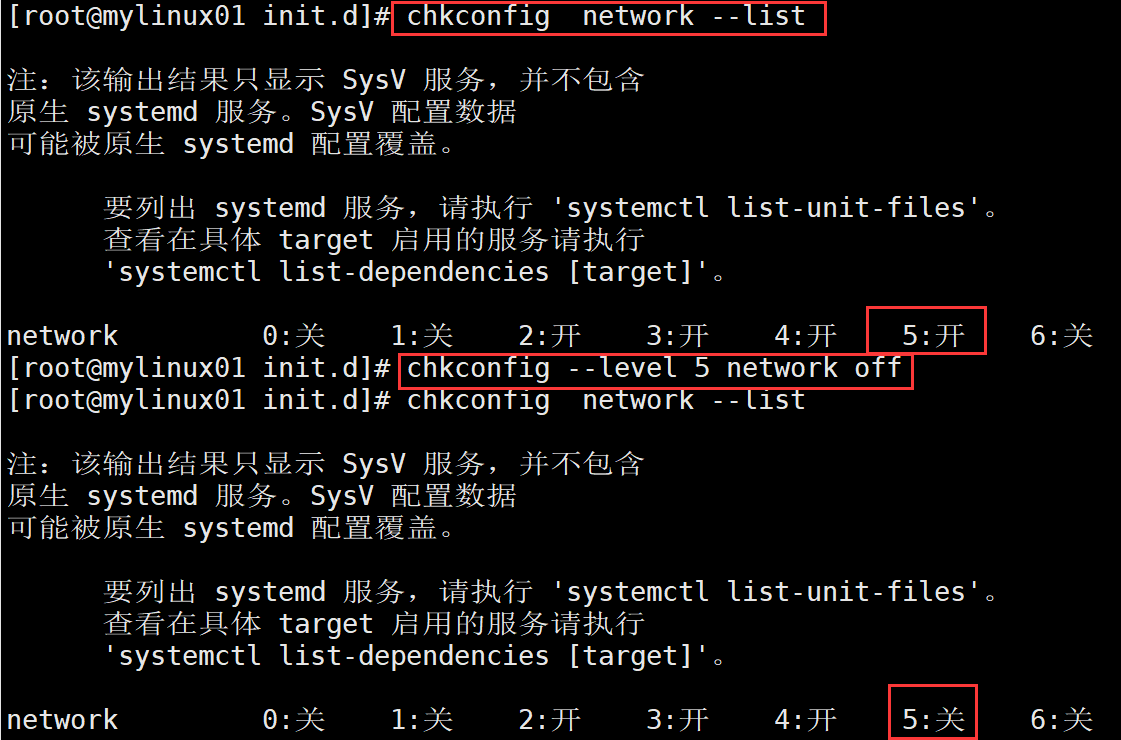 [root@mylinux01 init.d]# chkconfig  network --list
注：该输出结果只显示 SysV 服务，并不包含
原生 systemd 服务。SysV 配置数据
可能被原生 systemd 配置覆盖。
要列出 systemd 服务，请执行 'systemctl list-unit-files'。
查看在具体 target 启用的服务请执行
'systemctl list-dependencies [target]'。
network         0:关    1:关    2:开    3:开    4:开    5:开    6:关
[root@mylinux01 init.d]# chkconfig --level 5 network off
[root@mylinux01 init.d]# chkconfig  network --list
注：该输出结果只显示 SysV 服务，并不包含
原生 systemd 服务。SysV 配置数据
可能被原生 systemd 配置覆盖。
要列出 systemd 服务，请执行 'systemctl list-unit-files'。
查看在具体 target 启用的服务请执行
'systemctl list-dependencies [target]'。
network         0:关    1:关    2:开    3:开    4:开    5:关    6:关